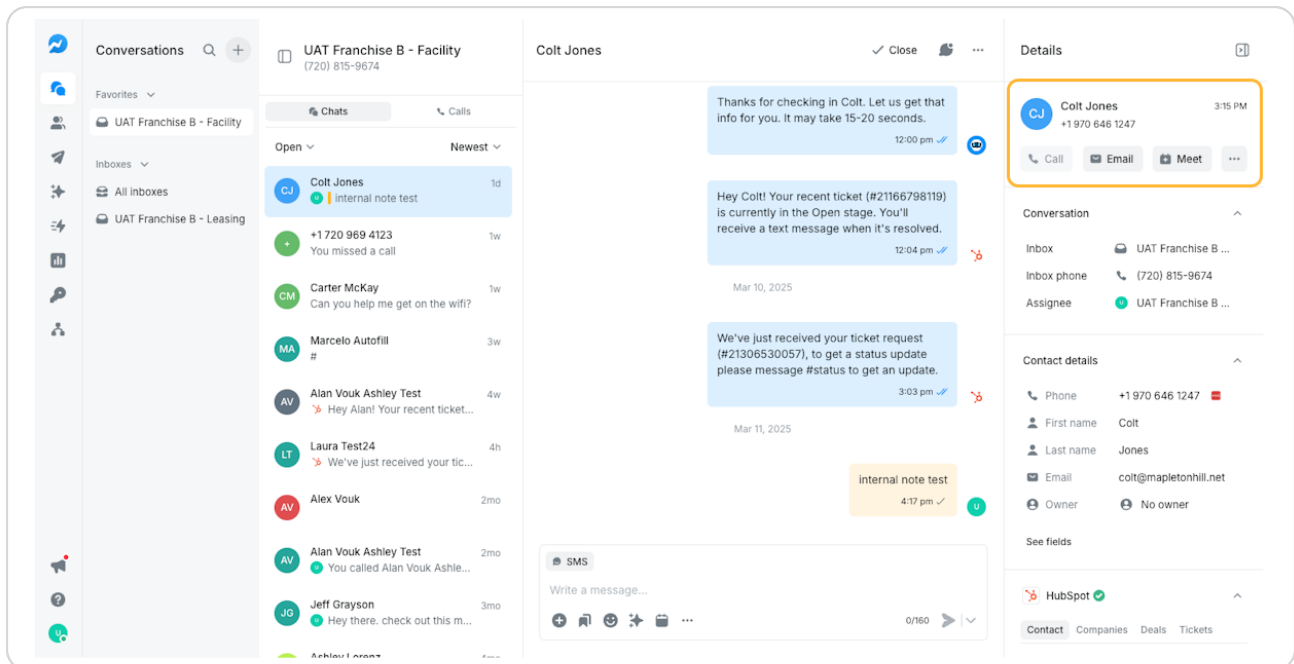 Conversations
Favorites
UAT Franchise B - Facility
Inboxes
All inboxes
UAT Franchise B - Leasing
UAT Franchise B - Facility
(720) 815-9674
Chats
Calls
Open
Newest
Colt Jones
1d
internal note test
+
+1 720 969 4123
1w
You missed a call
CJ
CM
Carter McKay
1w
Can you help me get on the wifi?
MA
Marcelo Autofill
3w
#
AV
Alan Vouk Ashley Test
4w
Hey Alan! Your recent ticket...
LT
Laura Test24
4h
We've just received your tic...
AV
Alex Vouk
2mo
AV
Alan Vouk Ashley Test
2mo
U
You called Alan Vouk Ashle...
JG
Jeff Grayson
3mo
U
Hey there. check out this m...
Colt Jones
Close
...
Thanks for checking in Colt. Let us get that
info for you. It may take 15-20 seconds.
12:00 pm
Hey Colt! Your recent ticket (#21166798119)
is currently in the Open stage. You'll
receive a text message when it's resolved.
12:04 pm
Mar 10, 2025
We've just received your ticket request
(#21306530057), to get a status update
please message #status to get an update.
3:03 pm
Mar 11, 2025
internal note test
4:17 pm
U
SMS
Write a message...
0/160
Details
CJ
Colt Jones
3:15 PM
+1 970 646 1247
Call
Email
Meet
...
Conversation
Inbox
UAT Franchise B ...
Inbox phone
(720) 815-9674
Assignee
U
UAT Franchise B ...
Contact details
Phone
+1 970 646 1247
First name
Colt
Last name
Jones
Email
colt@mapletonhill.net
Owner
No owner
See fields
HubSpot
Contact
Companies
Deals
Tickets